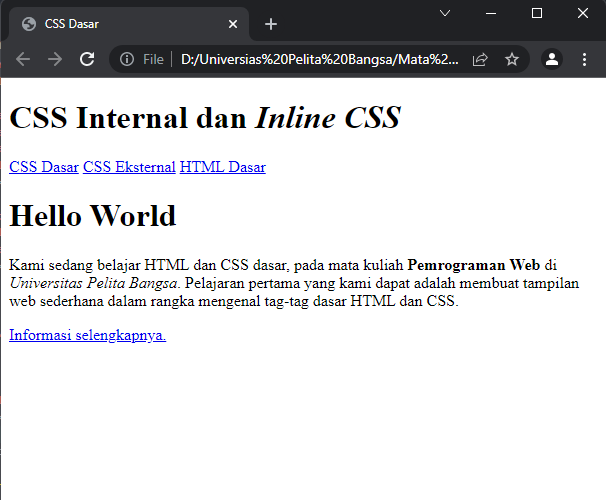 CSS Dasar
File D:/Universias%20Pelita%20Bangsa/Mata%2...
CSS Internal dan Inline CSS
CSS Dasar CSS Eksternal HTML Dasar
Hello World
Kami sedang belajar HTML dan CSS dasar, pada mata kuliah Pemrograman Web di
Universitas Pelita Bangsa. Pelajaran pertama yang kami dapat adalah membuat tampilan
web sederhana dalam rangka mengenal tag-tag dasar HTML dan CSS.
Informasi selengkapnya.